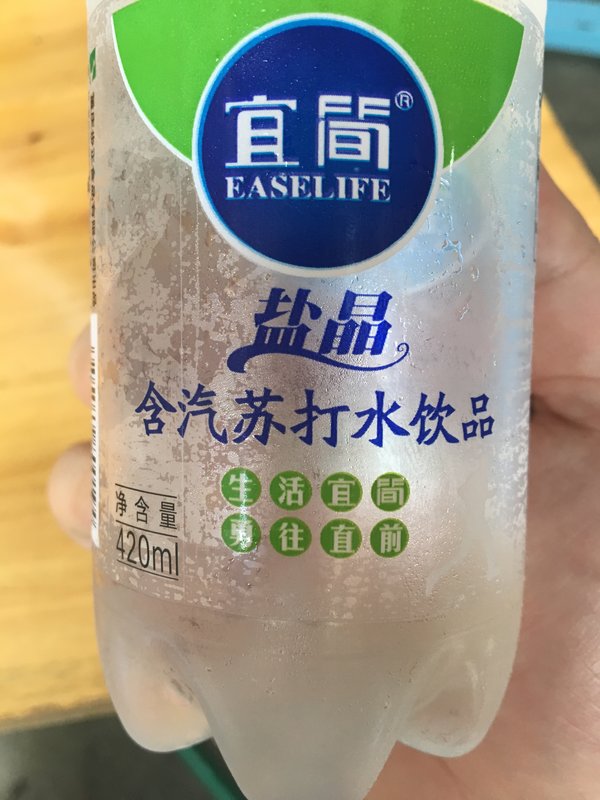 宜简®
EASELIFE
盐晶
含汽苏打水饮品
生活宜简
勇往直前
净含量
420ml